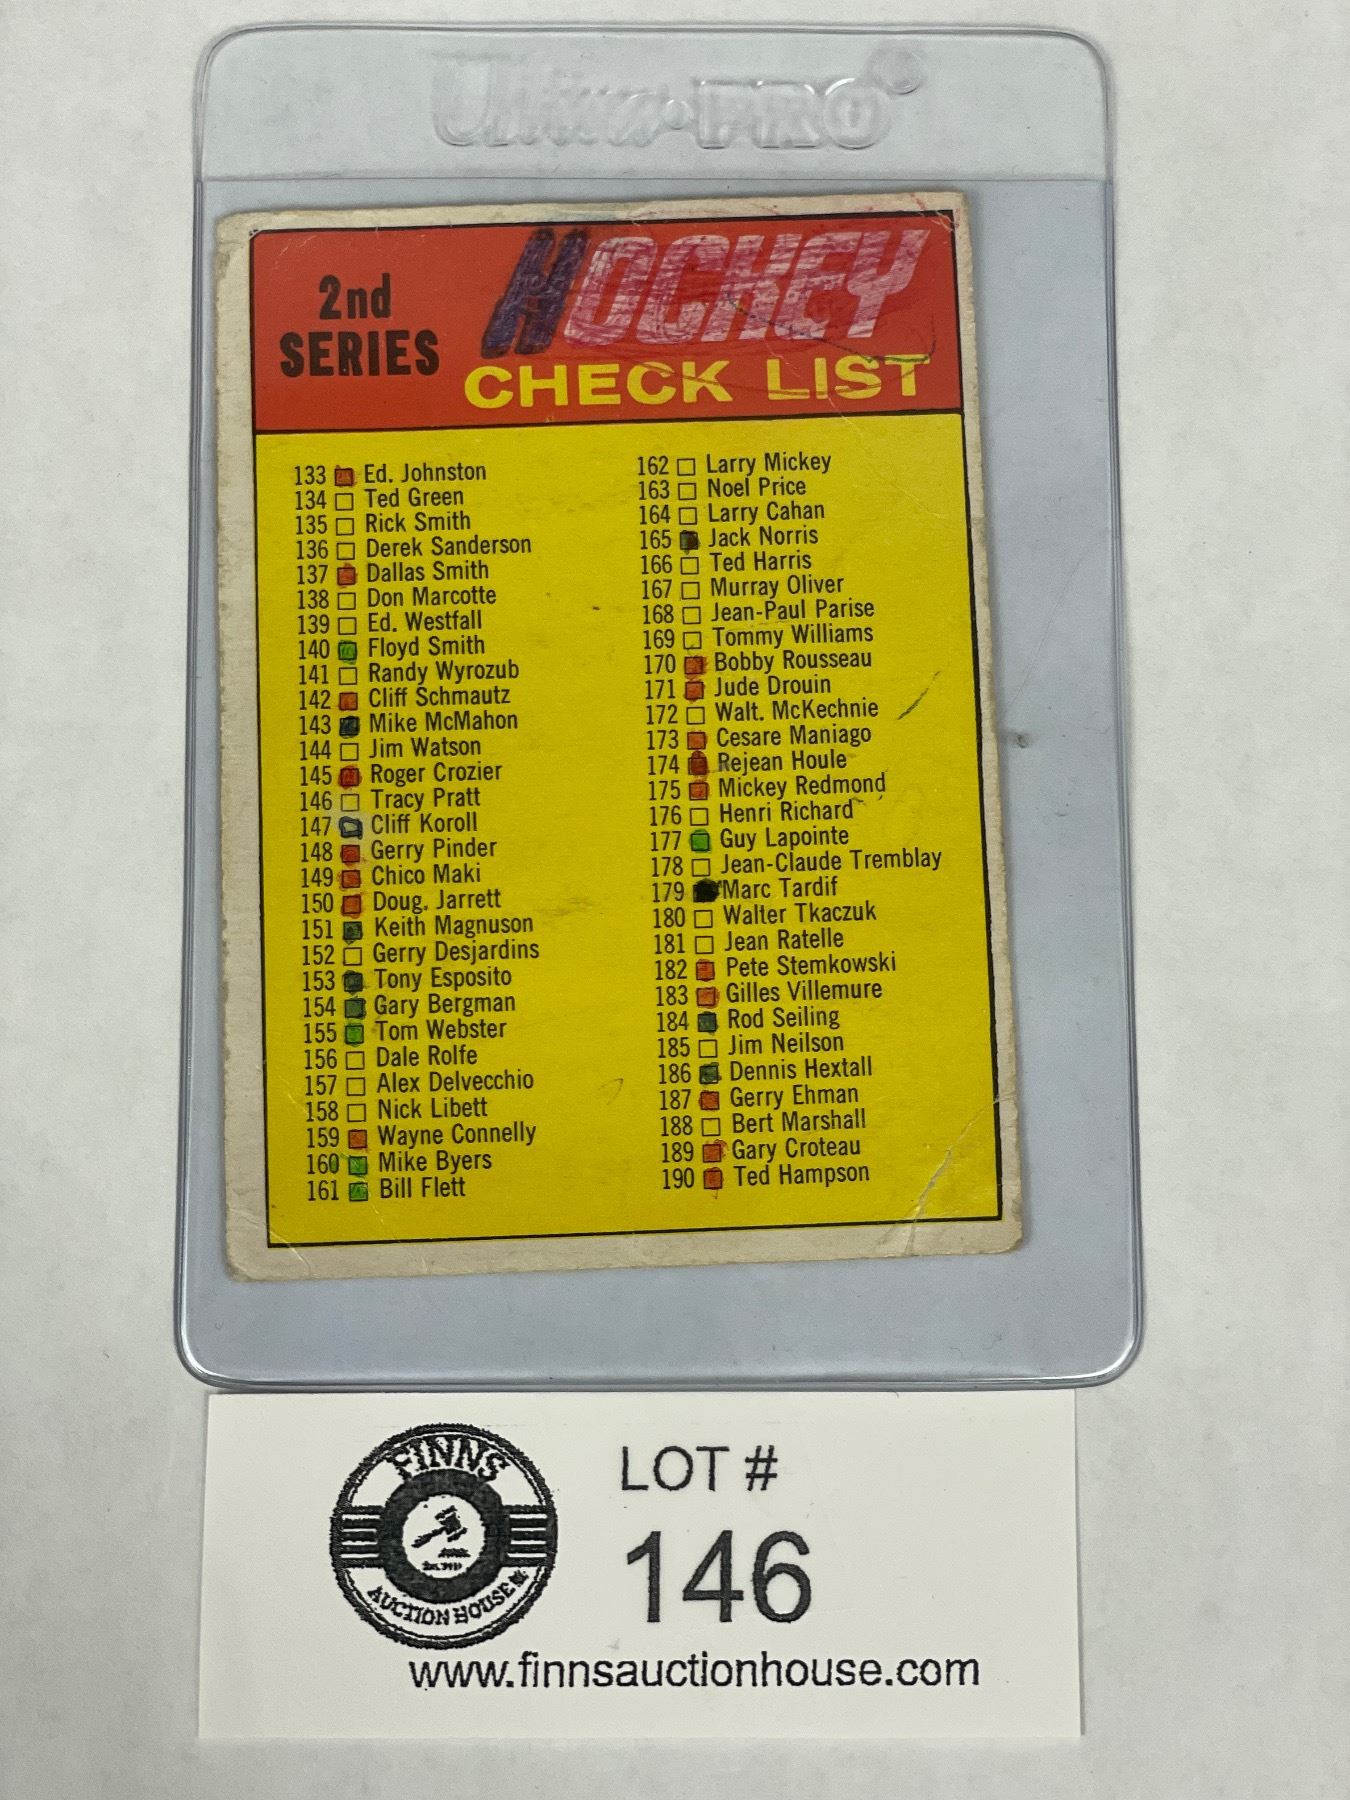 Ultra·PRO®
2nd
SERIES
HOCKEY
CHECK LIST
133 Ed. Johnston
134 Ted Green
135 Rick Smith
136 Derek Sanderson
137 Dallas Smith
138 Don Marcotte
139 Ed. Westfall
140 Floyd Smith
141 Randy Wyrozub
142 Cliff Schmautz
143 Mike McMahon
144 Jim Watson
145 Roger Crozier
146 Tracy Pratt
147 Cliff Koroll
148 Gerry Pinder
149 Chico Maki
150 Doug. Jarrett
151 Keith Magnuson
152 Gerry Desjardins
153 Tony Esposito
154 Gary Bergman
155 Tom Webster
156 Dale Rolfe
157 Alex Delvecchio
158 Nick Libett
159 Wayne Connelly
160 Mike Byers
161 Bill Flett
162 Larry Mickey
163 Noel Price
164 Larry Cahan
165 Jack Norris
166 Ted Harris
167 Murray Oliver
168 Jean-Paul Parise
169 Tommy Williams
170 Bobby Rousseau
171 Jude Drouin
172 Walt. McKechnie
173 Cesare Maniago
174 Rejean Houle
175 Mickey Redmond
176 Henri Richard
177 Guy Lapointe
178 Jean-Claude Tremblay
179 Marc Tardif
180 Walter Tkaczuk
181 Jean Ratelle
182 Pete Stemkowski
183 Gilles Villemure
184 Rod Seiling
185 Jim Neilson
186 Dennis Hextall
187 Gerry Ehman
188 Bert Marshall
189 Gary Croteau
190 Ted Hampson
FINNS
AUCTION HOUSE
LOT #
146
www.finnsauctionhouse.com